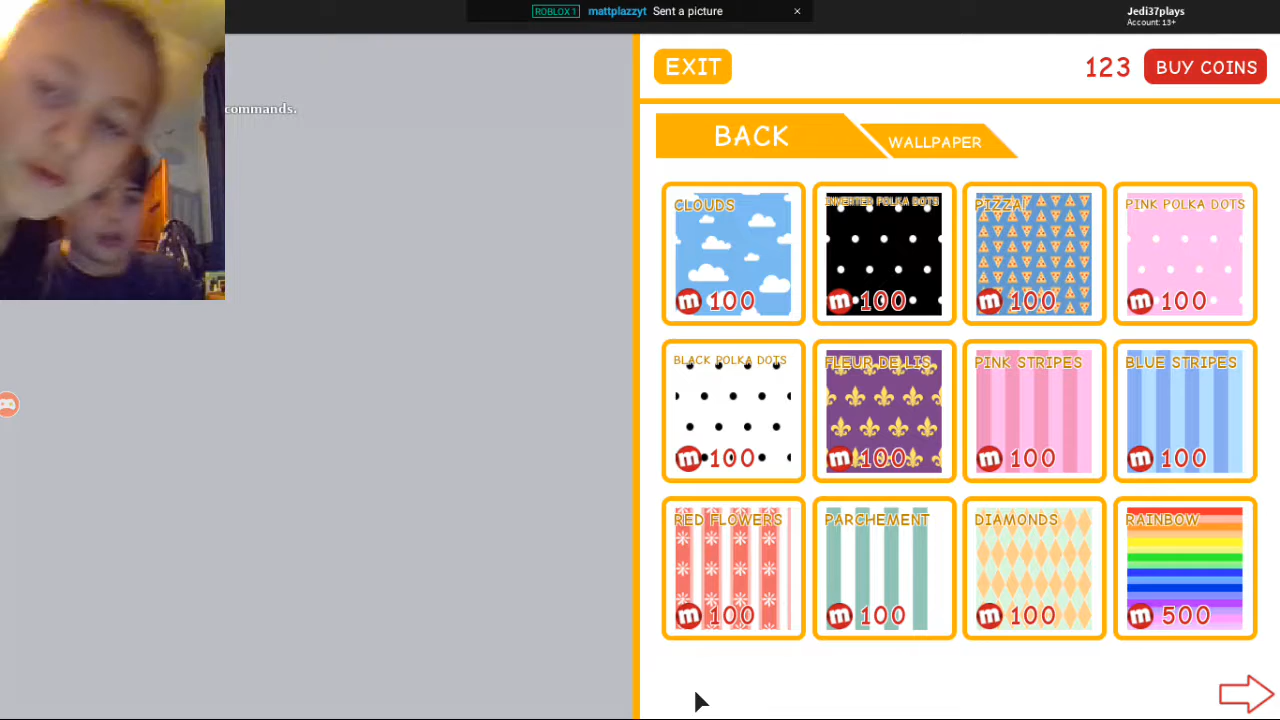 ROBLOX 1 mattplazzyt Sent a picture ×
Jedi37plays
Account: 13+
EXIT
123
BUY COINS
commands.
BACK
WALLPAPER
CLOUDS
INVERTED POLKA DOTS
PIZZA!
PINK POLKA DOTS
m 100
m 100
m 100
m 100
BLACK POLKA DOTS
FLEUR DE LIS
PINK STRIPES
BLUE STRIPES
m 100
m 100
m 100
m 100
RED FLOWERS
PARCHEMENT
DIAMONDS
RAINBOW
m 100
m 100
m 100
m 500